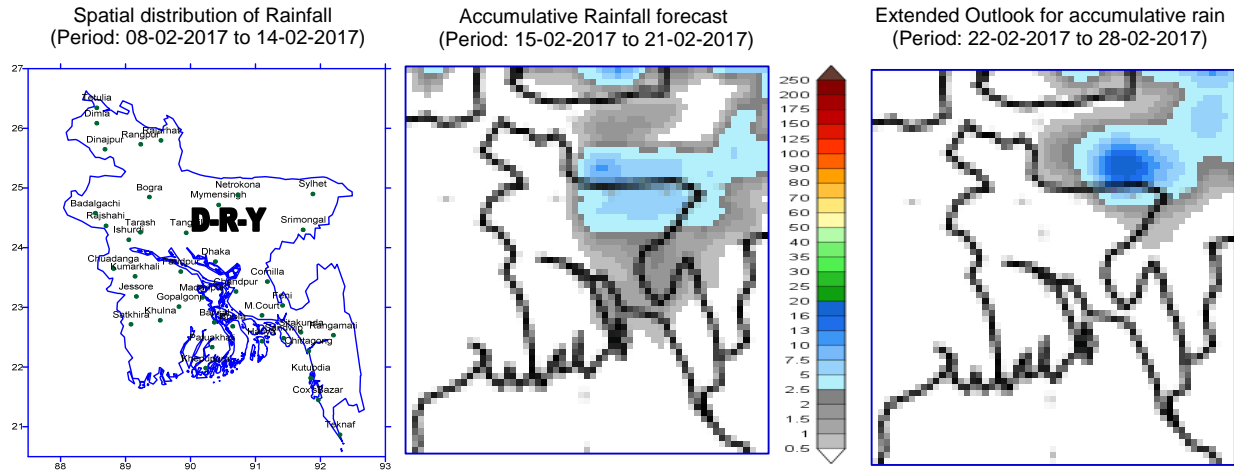 Spatial distribution of Rainfall
(Period: 08-02-2017 to 14-02-2017)
Accumulative Rainfall forecast
(Period: 15-02-2017 to 21-02-2017)
Extended Outlook for accumulative rain
(Period: 22-02-2017 to 28-02-2017)
27
26
25
24
23
22
21
88
89
90
91
92
93
Tetulia
Dimla
Dinajpur
Rangpur
Bogra
Netrokona
Mymensingh
Sylhet
Badalgachi
Rajshahi
Tarash
Ishurdi
D-R-Y
Srimongal
Chuadanga
Kumarkhali
Faridpur
Dhaka
Comilla
Jessore
Gopalgonj
Chandpur
Satkhira
Khulna
M.Court
Feni
Rangamati
Chittagong
Kutubdia
Cox'sBazar
Teknaf
250
200
175
150
125
100
90
80
70
60
50
40
35
30
25
20
16
13
10
7.5
5
2.5
2
1.5
1
0.5